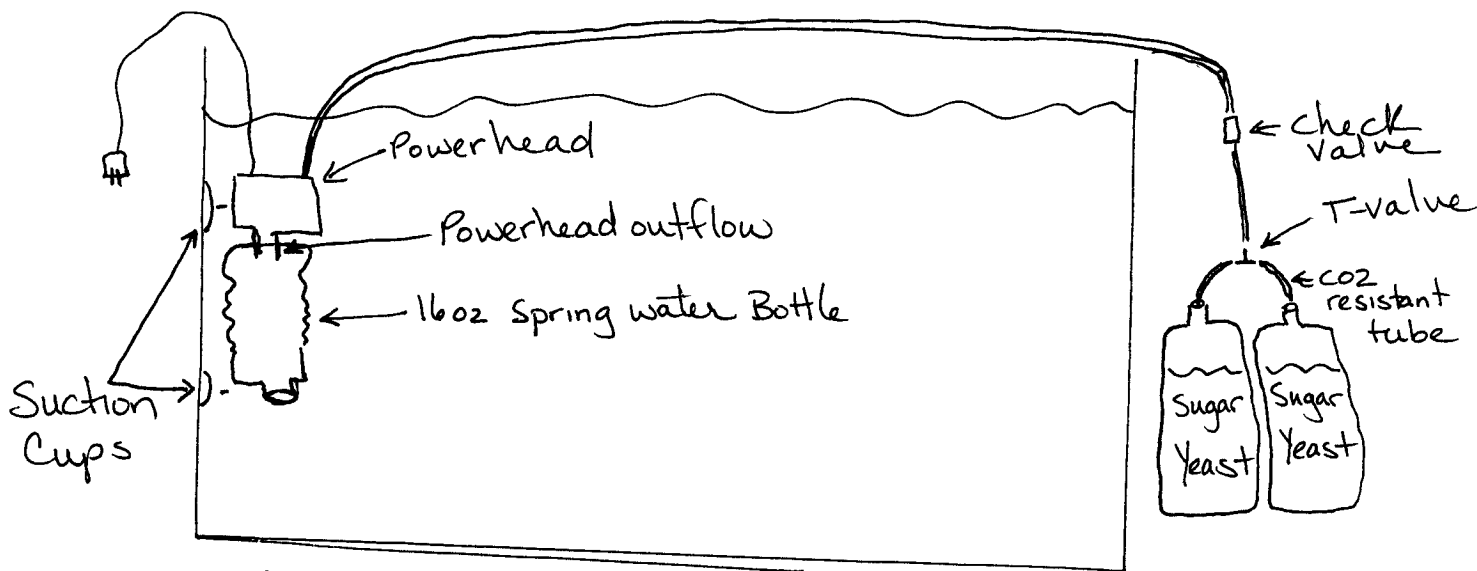 Powerhead
Powerhead outflow
16oz Spring water Bottle
Suction
Cups
check
valve
T-valve
CO2
resistant
tube
Sugar
Yeast
Sugar
Yeast